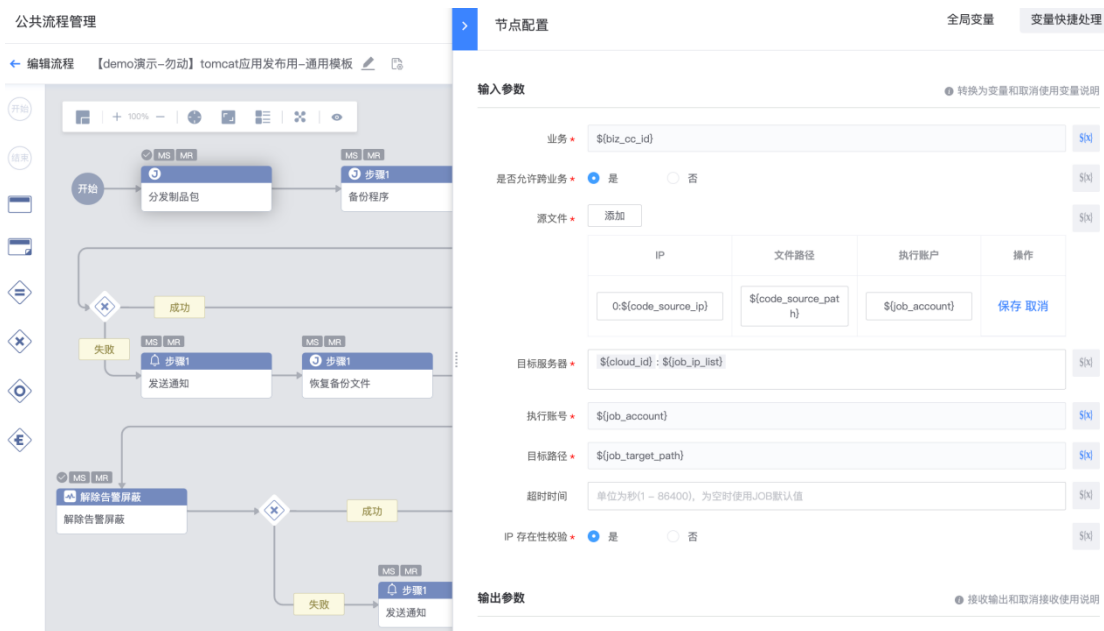 公共流程管理
编辑流程 【demo演示-勿动】tomcat应用发布用-通用模板
开始
结束
100%
开始
MS MR
分发制品包
MS MR
步骤1
备份程序
成功
失败
MS MR
步骤1
发送通知
MS MR
步骤1
恢复备份文件
MS MR
解除告警屏蔽
解除告警屏蔽
成功
失败
MS MR
步骤1
发送通知
节点配置
全局变量 变量快捷处理
输入参数
转换为变量和取消使用变量说明
业务 * ${biz_cc_id} $[x]
是否允许跨业务 * 是 否 $[x]
源文件 * 添加 $[x]
IP 文件路径 执行账户 操作
0:${code_source_ip} ${code_source_pat
h} ${job_account} 保存 取消
目标服务器 * ${cloud_id} : ${job_ip_list} $[x]
执行账号 * ${job_account} $[x]
目标路径 * ${job_target_path} $[x]
超时时间 单位为秒(1 - 86400)，为空时使用JOB默认值 $[x]
IP 存在性校验 * 是 否 $[x]
输出参数
接收输出和取消接收使用说明